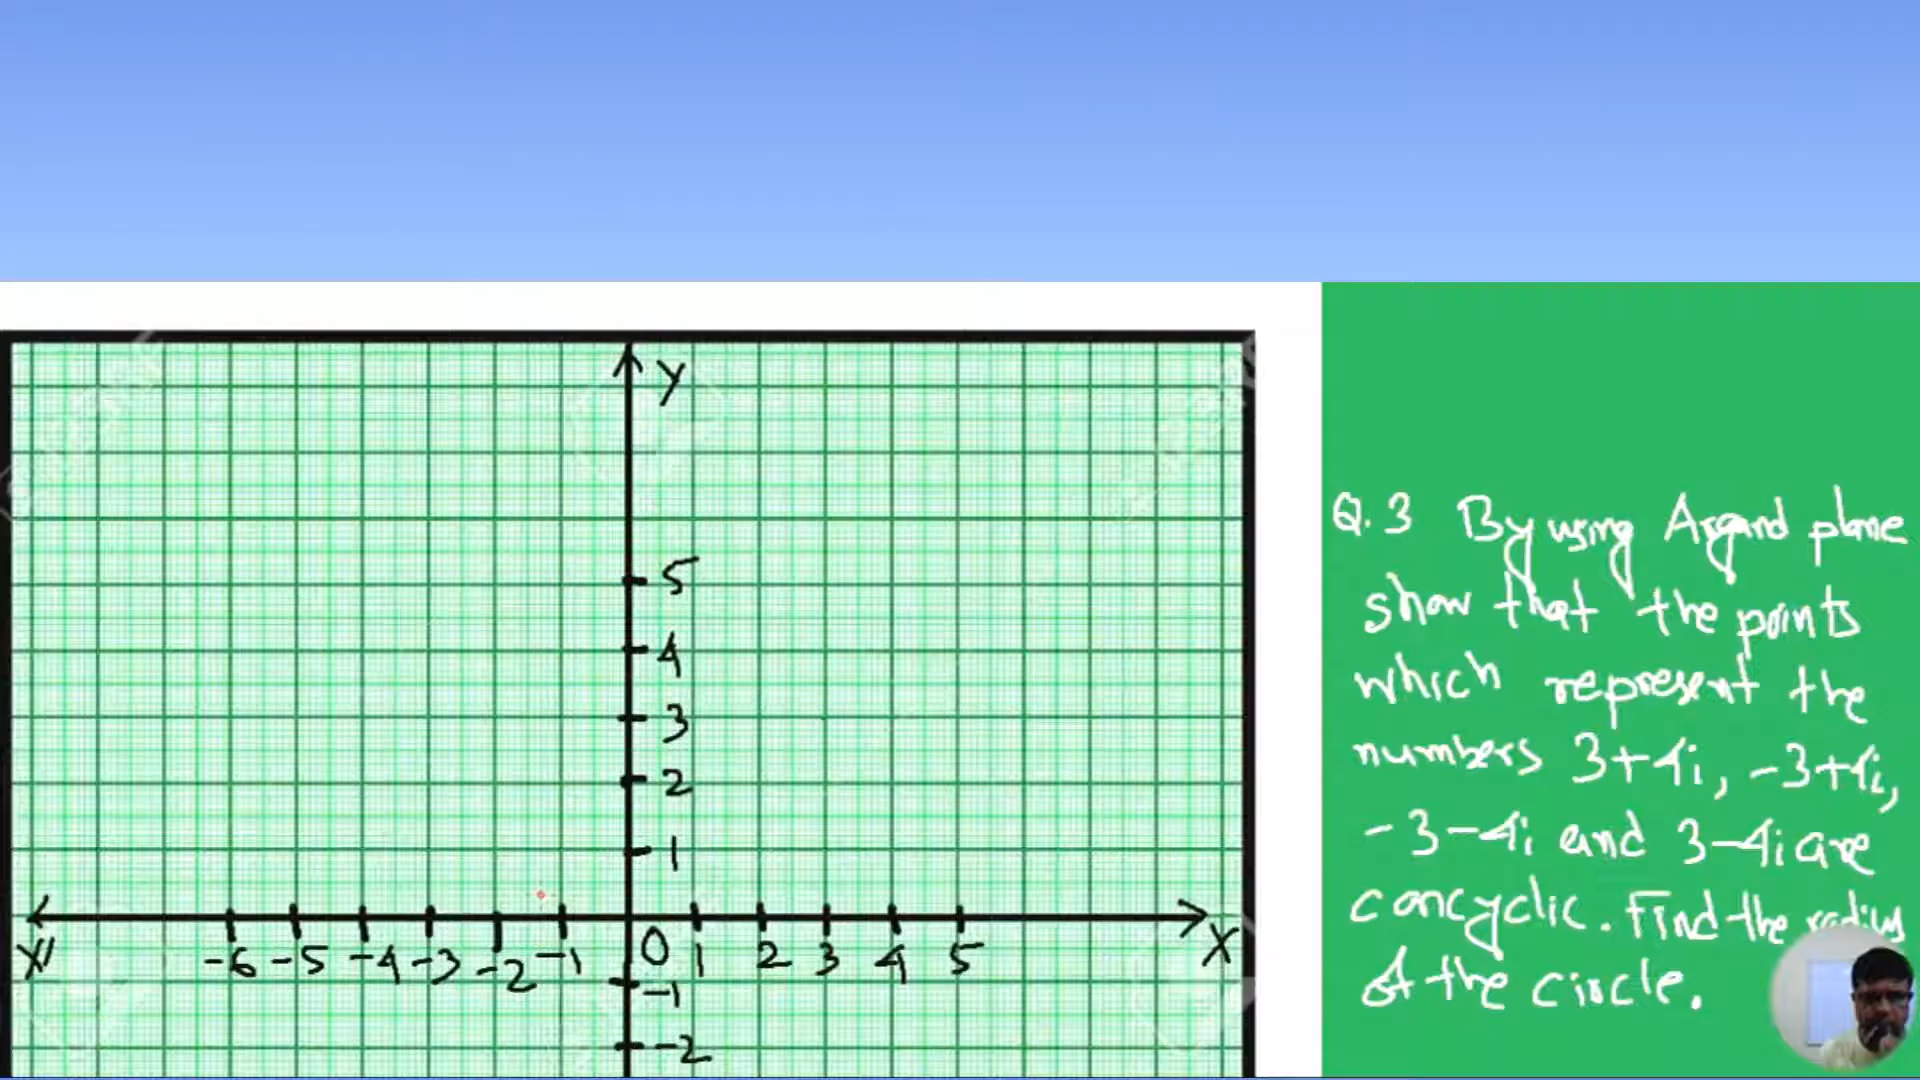 Y
5
4
3
2
1
X' -6 -5 -4 -3 -2 -1 0 1 2 3 4 5 X
-1
-2
Q.3 By using Argand plane
show that the points
which represent the
numbers 3+4i, -3+4i,
-3-4i and 3-4i are
concyclic. Find the radius
of the circle.